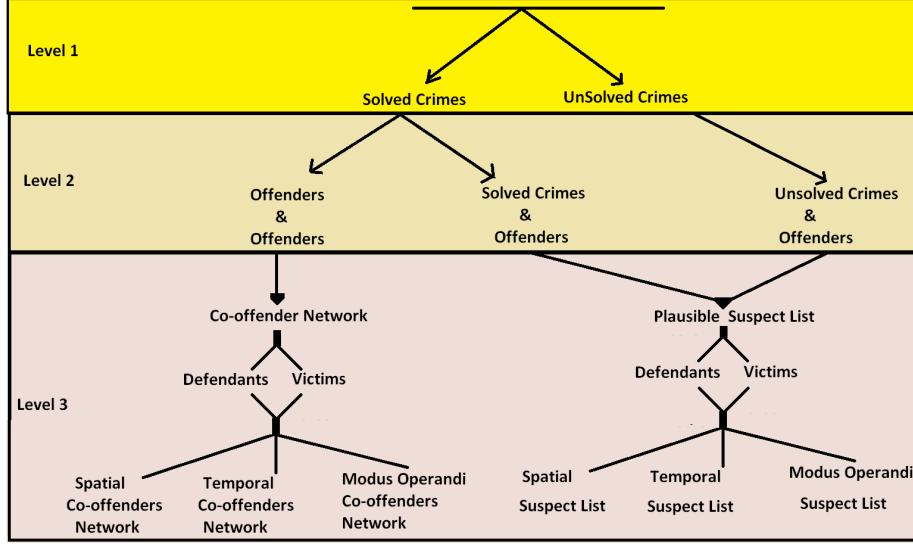 Level 1
Solved Crimes
UnSolved Crimes
Level 2
Offenders
&
Offenders
Solved Crimes
&
Offenders
Unsolved Crimes
&
Offenders
Level 3
Co-offender Network
Defendants Victims
Spatial
Co-offenders
Network
Temporal
Co-offenders
Network
Modus Operandi
Co-offenders
Network
Plausible Suspect List
Defendants Victims
Spatial
Suspect List
Temporal
Suspect List
Modus Operandi
Suspect List